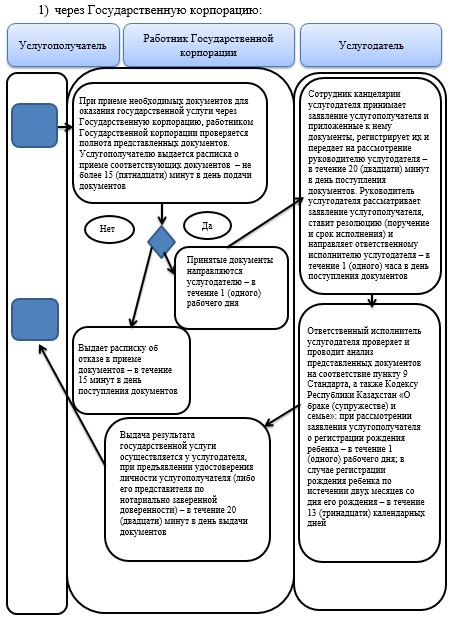 1) через Государственную корпорацию:
Услугополучатель
Работник Государственной
корпорации
Услугодатель
При приеме необходимых документов для
оказания государственной услуги через
Государственную корпорацию, работником
Государственной корпорации проверяется
полнота представленных документов.
Услугополучателю выдается расписка о
приеме соответствующих документов – не
более 15 (пятнадцати) минут в день подачи
документов
Нет
Да
Принятые документы
направляются
услугодателю – в
течение 1 (одного)
рабочего дня
Выдает расписку об
отказе в приеме
документов – в течение
15 минут в день
поступления документов
Выдача результата
государственной услуги
осуществляется у услугодателя,
при предъявлении удостоверения
личности услугополучателя (либо
его представителя по
нотариально заверенной
доверенности) – в течение 20
(двадцати) минут в день выдачи
документов
Сотрудник канцелярии
услугодателя принимает
заявление услугополучателя и
приложенные к нему
документы, регистрирует их и
передает на рассмотрение
руководителю услугодателя –
в течение 20 (двадцати) минут
в день поступления
документов. Руководитель
услугодателя рассматривает
заявление услугополучателя,
ставит резолюцию (поручение
и срок исполнения) и
направляет ответственному
исполнителю услугодателя – в
течение 1 (одного) часа в день
поступления документов
Ответственный исполнитель
услугодателя проверяет и
проводит анализ
представленных документов
на соответствие пункту 9
Стандарта, а также Кодексу
Республики Казахстан «О
браке (супружестве) и
семье»: при рассмотрении
заявления услугополучателя
о регистрации рождения
ребенка – в течение 1
(одного) рабочего дня; в
случае регистрации
рождения ребенка по
истечении двух месяцев со
дня его рождения – в течение
13 (тринадцати) календарных
дней